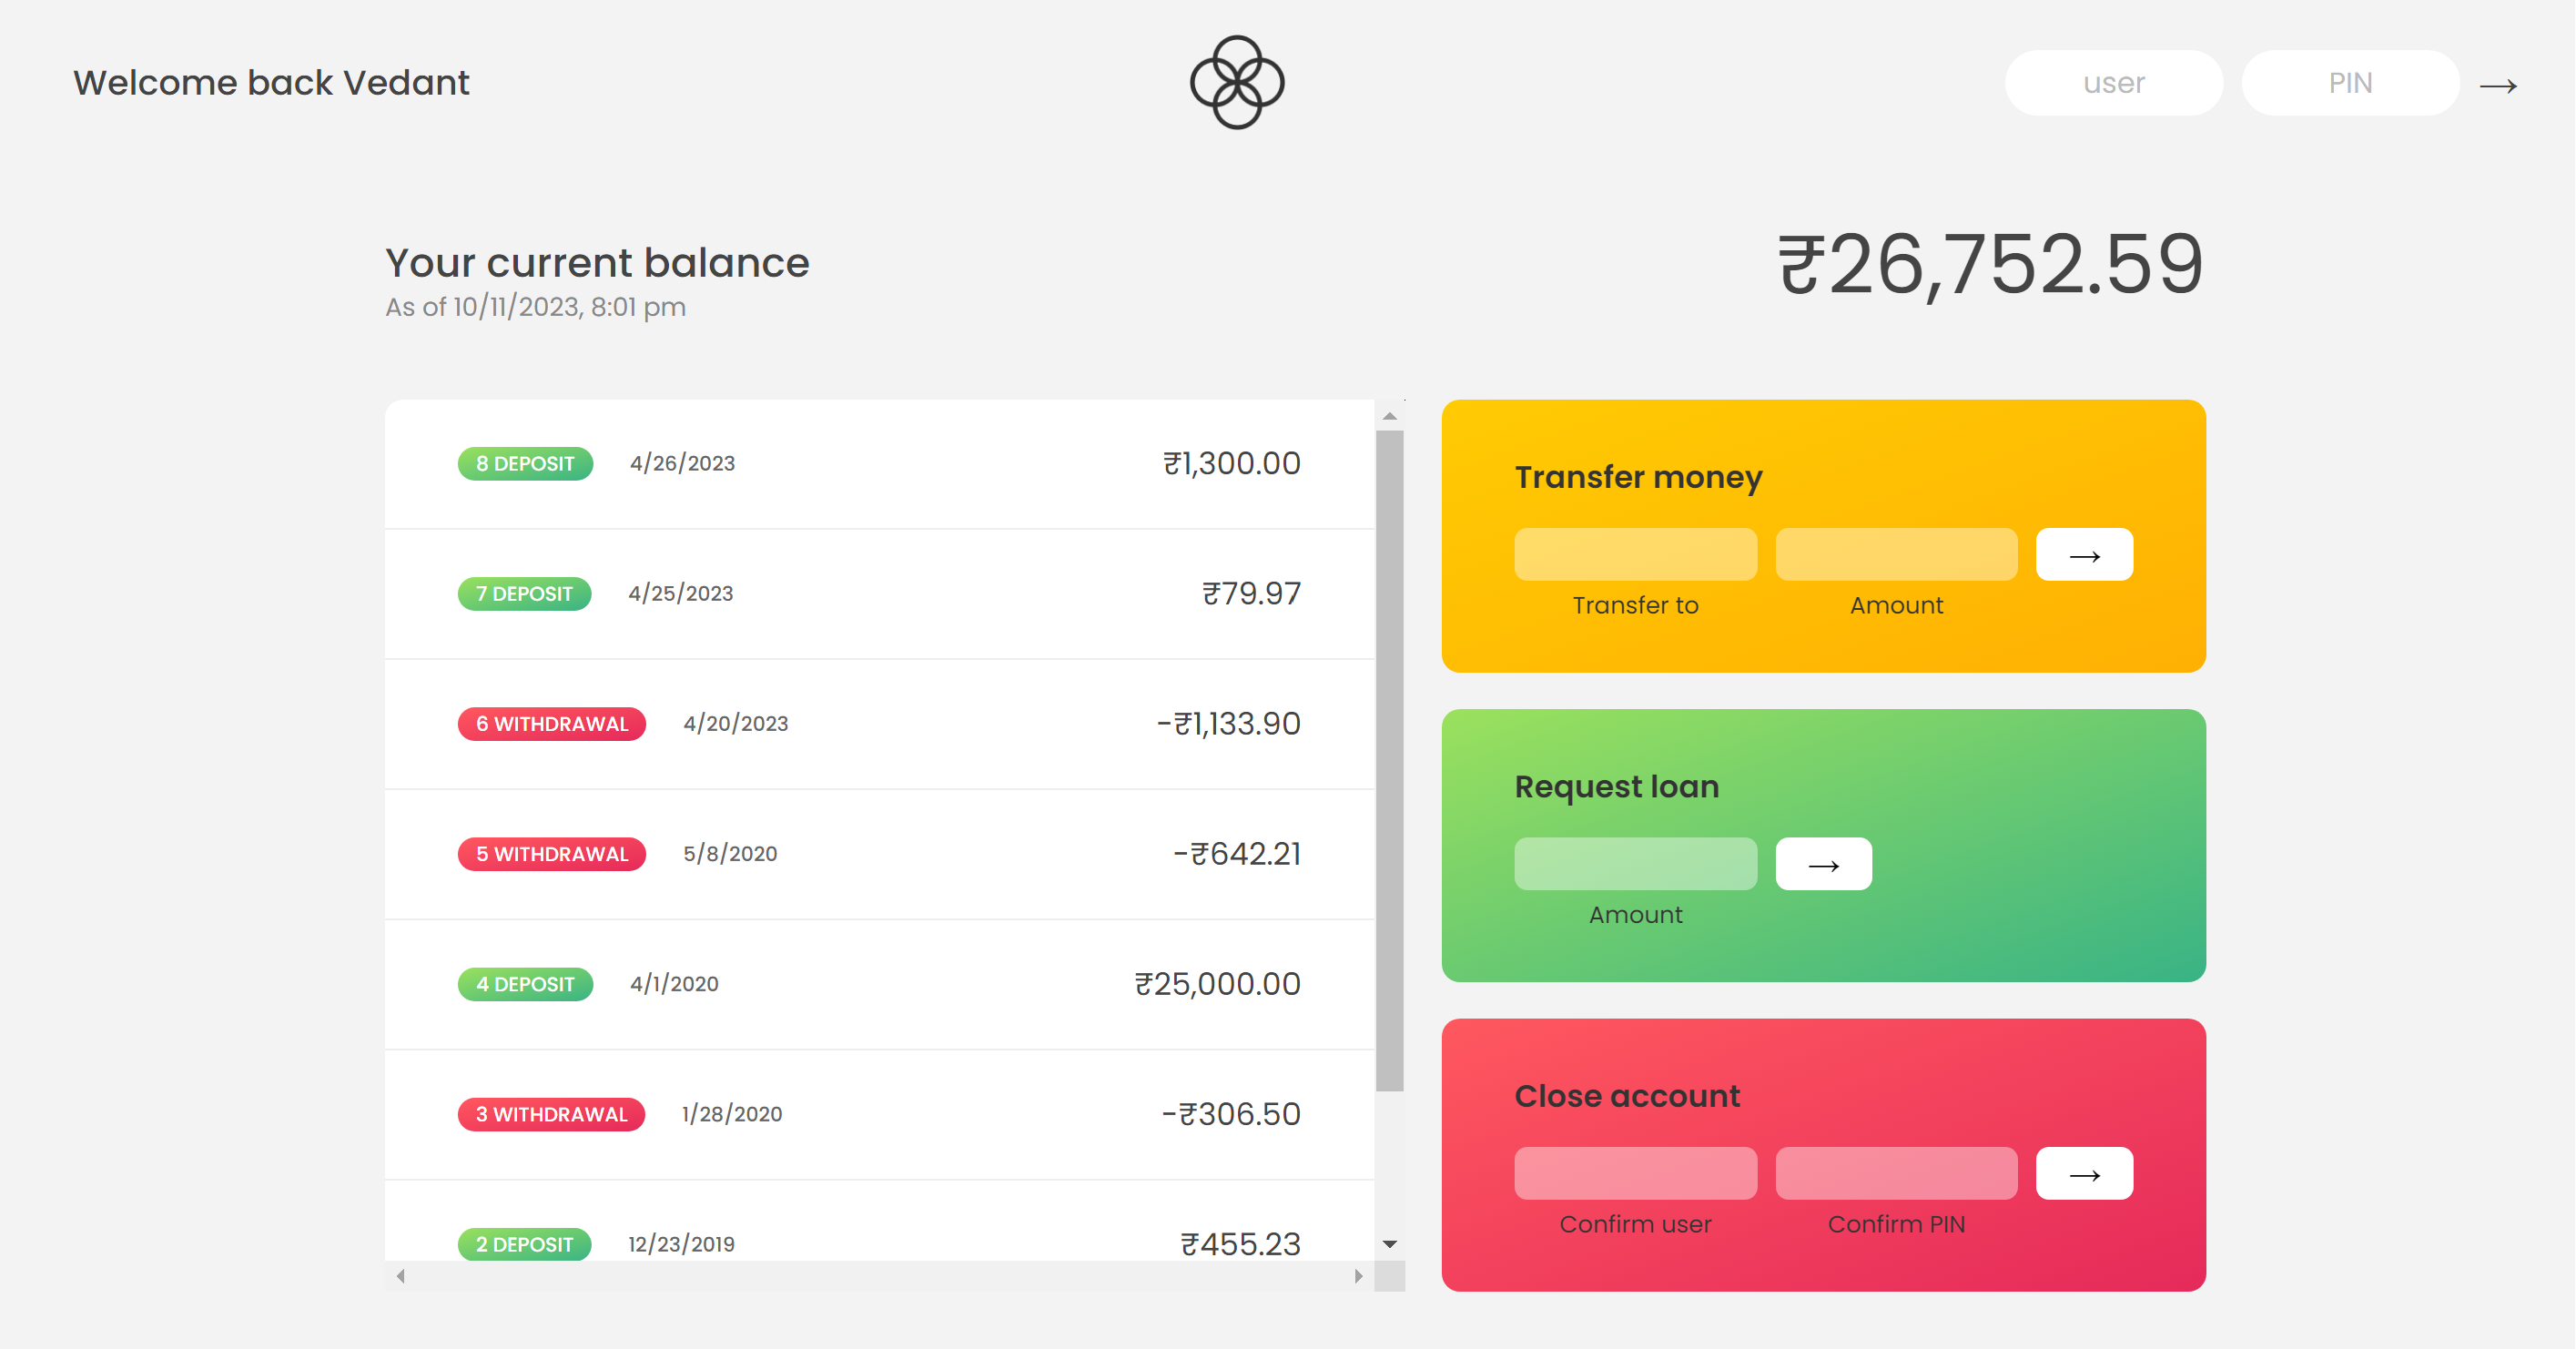 Welcome back Vedant
user
PIN
→
Your current balance
As of 10/11/2023, 8:01 pm
₹26,752.59
8 DEPOSIT 4/26/2023 ₹1,300.00
7 DEPOSIT 4/25/2023 ₹79.97
6 WITHDRAWAL 4/20/2023 -₹1,133.90
5 WITHDRAWAL 5/8/2020 -₹642.21
4 DEPOSIT 4/1/2020 ₹25,000.00
3 WITHDRAWAL 1/28/2020 -₹306.50
2 DEPOSIT 12/23/2019 ₹455.23
Transfer money
→
Transfer to Amount
Request loan
→
Amount
Close account
→
Confirm user Confirm PIN